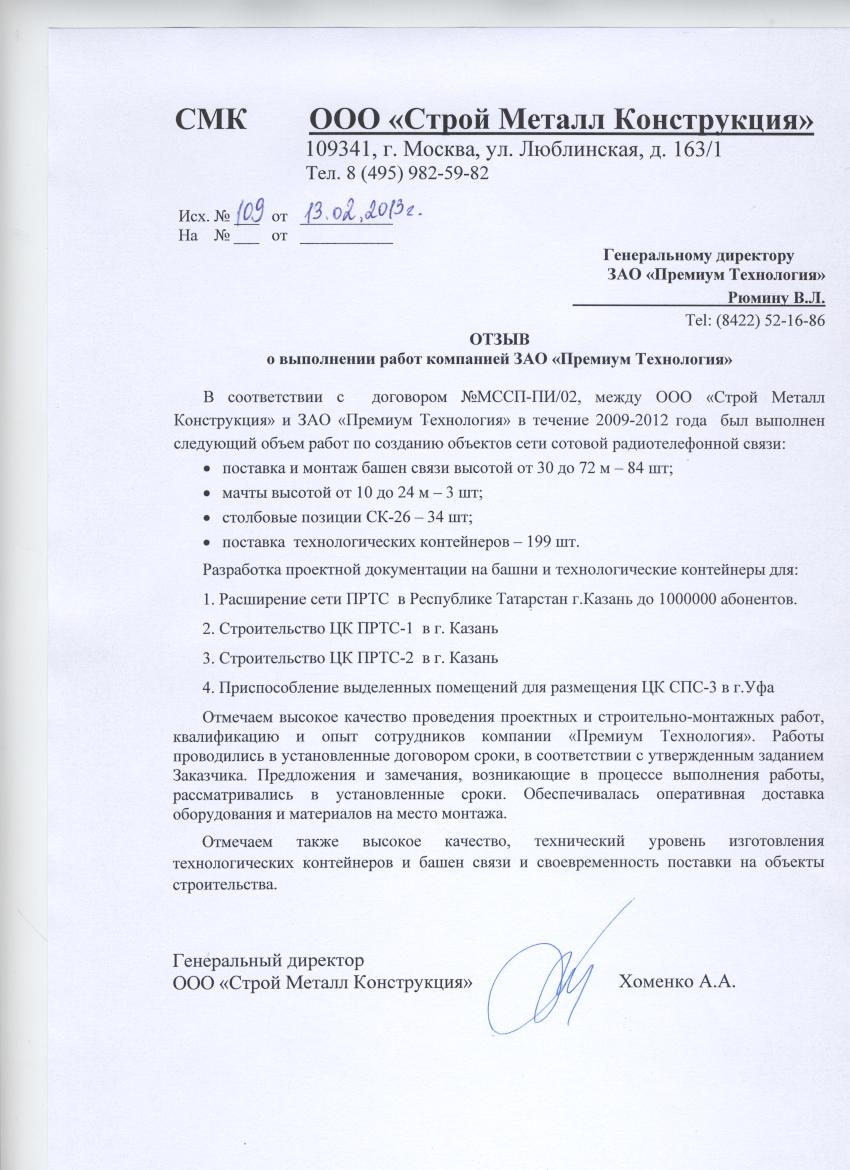 СМК ООО «Строй Металл Конструкция»
109341, г. Москва, ул. Люблинская, д. 163/1
Тел. 8 (495) 982-59-82
Исх. № 109 от 13.02.2013г.
На № ___ от ___________
Генеральному директору
ЗАО «Премиум Технология»
Рюмину В.Л.
Tel: (8422) 52-16-86
ОТЗЫВ
о выполнении работ компанией ЗАО «Премиум Технология»
В соответствии с договором №МССП-ПИ/02, между ООО «Строй Металл
Конструкция» и ЗАО «Премиум Технология» в течение 2009-2012 года был выполнен
следующий объем работ по созданию объектов сети сотовой радиотелефонной связи:
• поставка и монтаж башен связи высотой от 30 до 72 м – 84 шт;
• мачты высотой от 10 до 24 м – 3 шт;
• столбовые позиции СК-26 – 34 шт;
• поставка технологических контейнеров – 199 шт.
Разработка проектной документации на башни и технологические контейнеры для:
1. Расширение сети ПРТС в Республике Татарстан г.Казань до 1000000 абонентов.
2. Строительство ЦК ПРТС-1 в г. Казань
3. Строительство ЦК ПРТС-2 в г. Казань
4. Приспособление выделенных помещений для размещения ЦК СПС-3 в г.Уфа
Отмечаем высокое качество проведения проектных и строительно-монтажных работ,
квалификацию и опыт сотрудников компании «Премиум Технология». Работы
проводились в установленные договором сроки, в соответствии с утвержденным заданием
Заказчика. Предложения и замечания, возникающие в процессе выполнения работы,
рассматривались в установленные сроки. Обеспечивалась оперативная доставка
оборудования и материалов на место монтажа.
Отмечаем также высокое качество, технический уровень изготовления
технологических контейнеров и башен связи и своевременность поставки на объекты
строительства.
Генеральный директор
ООО «Строй Металл Конструкция» Хоменко А.А.